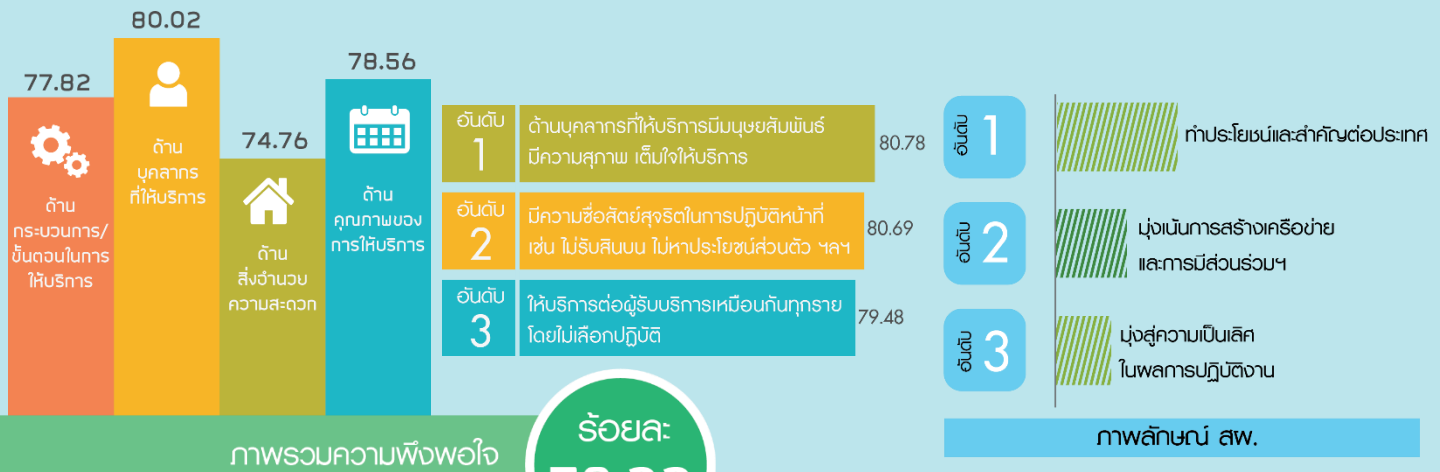 77.82
ด้าน
กระบวนการ/
ขั้นตอนในการ
ให้บริการ
80.02
ด้าน
บุคลากร
ที่ให้บริการ
74.76
ด้าน
สิ่งอำนวย
ความสะดวก
78.56
ด้าน
คุณภาพของ
การให้บริการ
อันดับ
1
ด้านบุคลากรที่ให้บริการมีมนุษยสัมพันธ์
มีความสุภาพ เต็มใจให้บริการ
80.78
อันดับ
2
มีความซื่อสัตย์สุจริตในการปฏิบัติหน้าที่
เช่น ไม่รับสินบน ไม่หาประโยชน์ส่วนตัว ฯลฯ
80.69
อันดับ
3
ให้บริการต่อผู้รับบริการเหมือนกันทุกราย
โดยไม่เลือกปฏิบัติ
79.48
อันดับ 1
ทำประโยชน์และสำคัญต่อประเทศ
อันดับ 2
มุ่งเน้นการสร้างเครือข่าย
และการมีส่วนร่วมฯ
อันดับ 3
มุ่งสู่ความเป็นเลิศ
ในผลการปฏิบัติงาน
ภาพลักษณ์ สพ.
ภาพรวมความพึงพอใจ
ร้อยละ